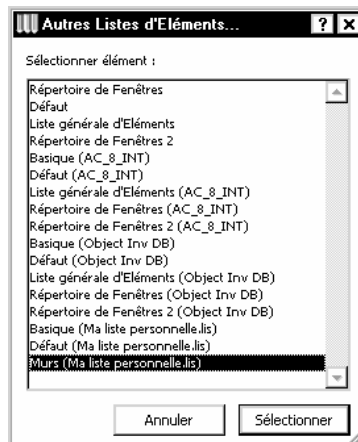 Autres Listes d'Eléments...
Sélectionner élément :
Répertoire de Fenêtres
Défaut
Liste générale d'Eléments
Répertoire de Fenêtres 2
Basique (AC_8_INT)
Défaut (AC_8_INT)
Liste générale d'Eléments (AC_8_INT)
Répertoire de Fenêtres (AC_8_INT)
Répertoire de Fenêtres 2 (AC_8_INT)
Basique (Object Inv DB)
Défaut (Object Inv DB)
Liste générale d'Eléments (Object Inv DB)
Répertoire de Fenêtres (Object Inv DB)
Répertoire de Fenêtres 2 (Object Inv DB)
Basique (Ma liste personnelle.lis)
Défaut (Ma liste personnelle.lis)
Murs (Ma liste personnelle.lis)
Annuler Sélectionner